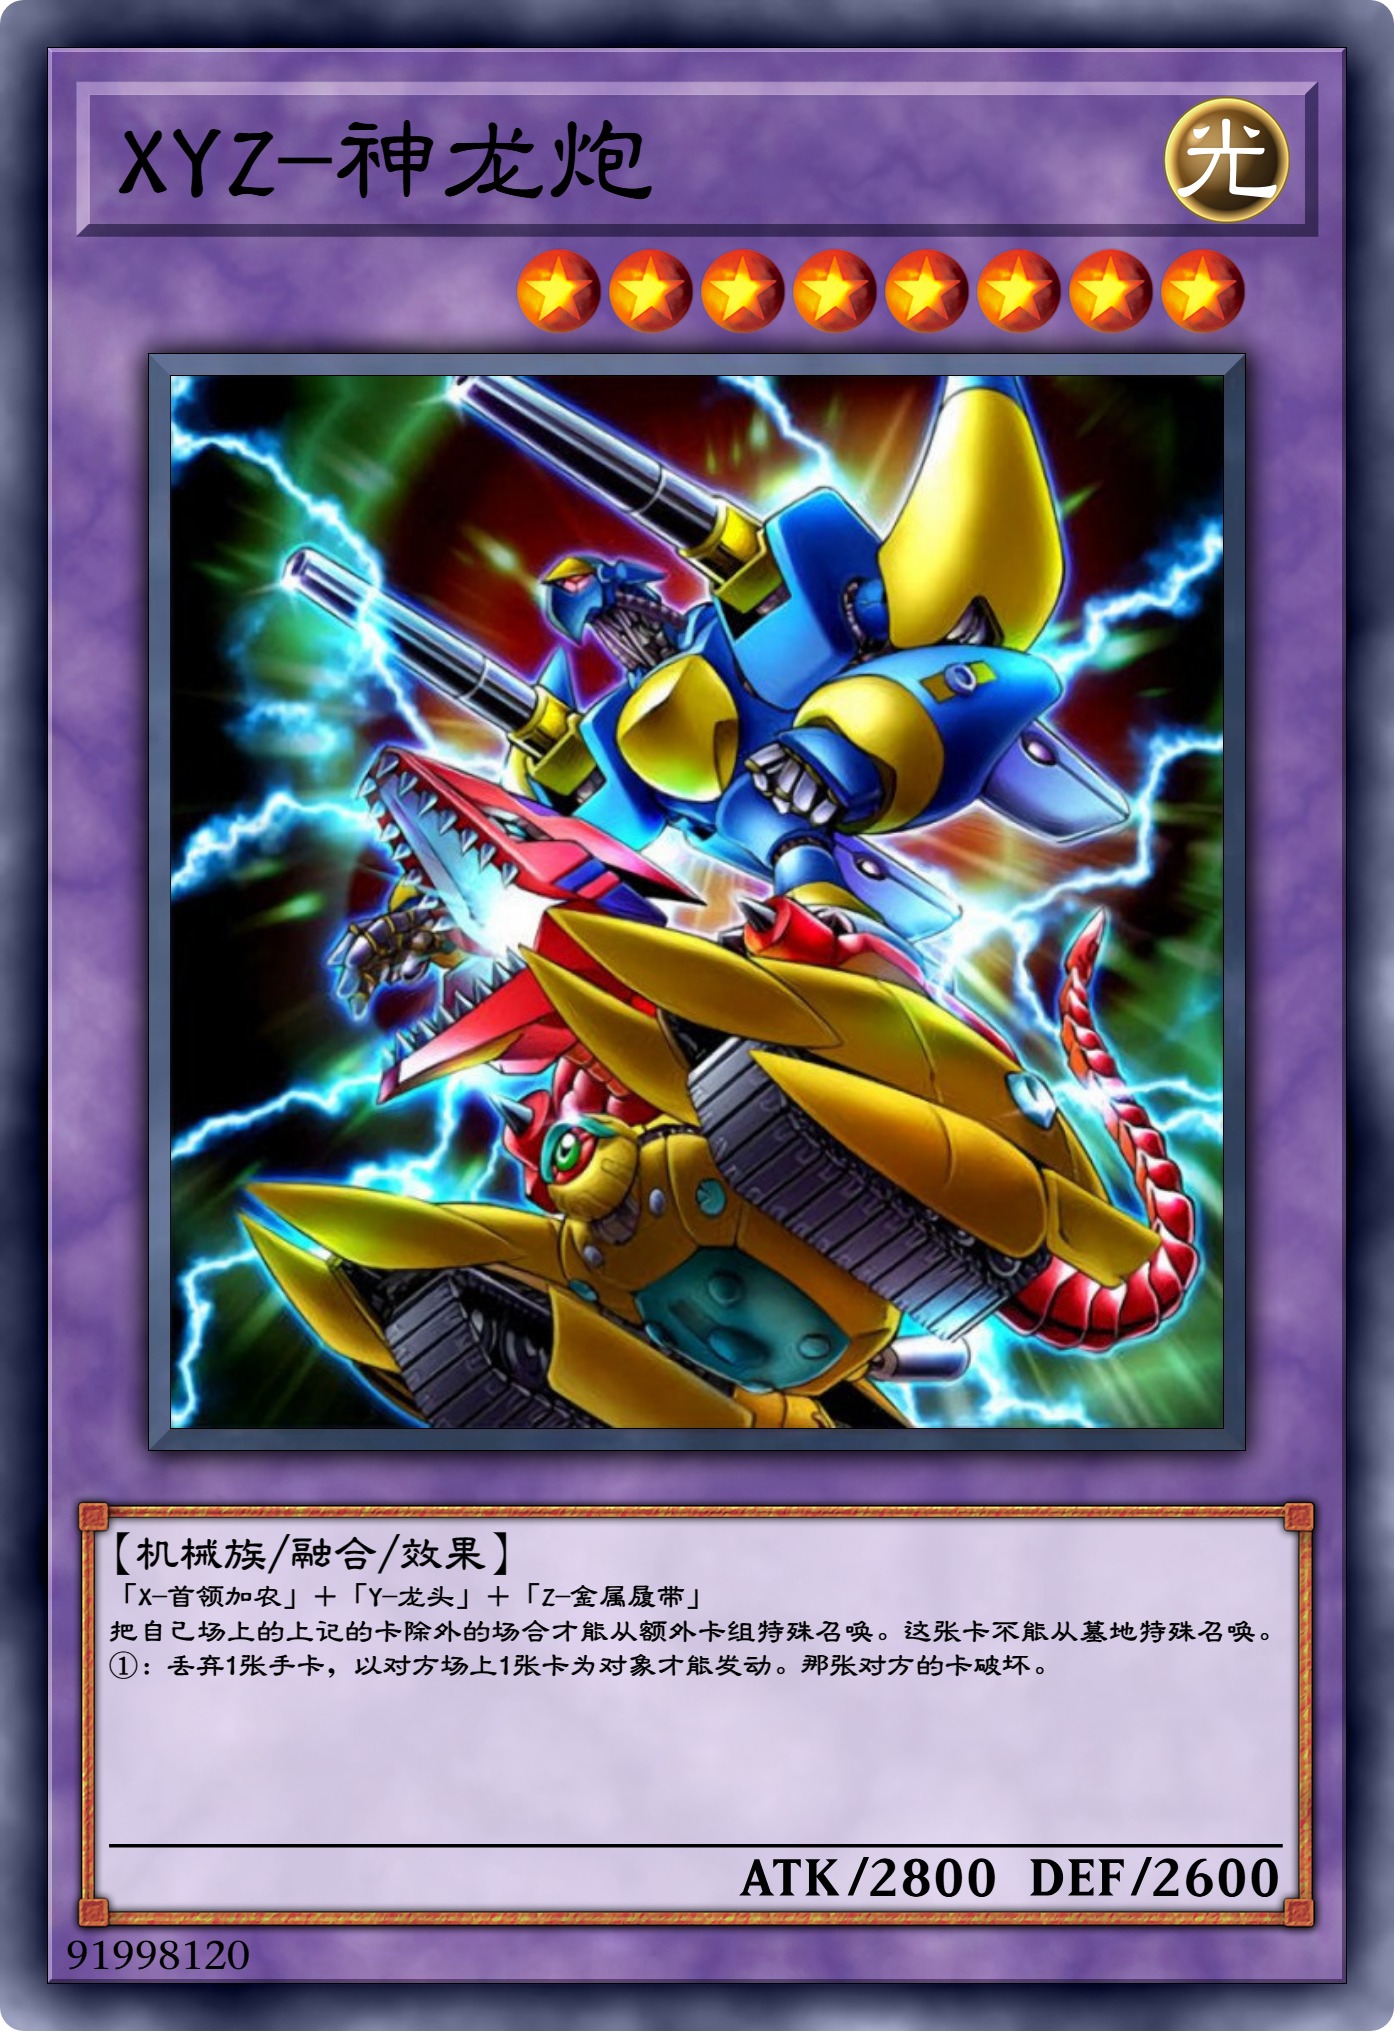 XYZ-神龙炮
光
【机械族/融合/效果】
「X-首领加农」＋「Y-龙头」＋「Z-金属履带」
把自己场上的上记的卡除外的场合才能从额外卡组特殊召唤。这张卡不能从墓地特殊召唤。
①：丢弃1张手卡，以对方场上1张卡为对象才能发动。那张对方的卡破坏。
ATK/2800 DEF/2600
91998120